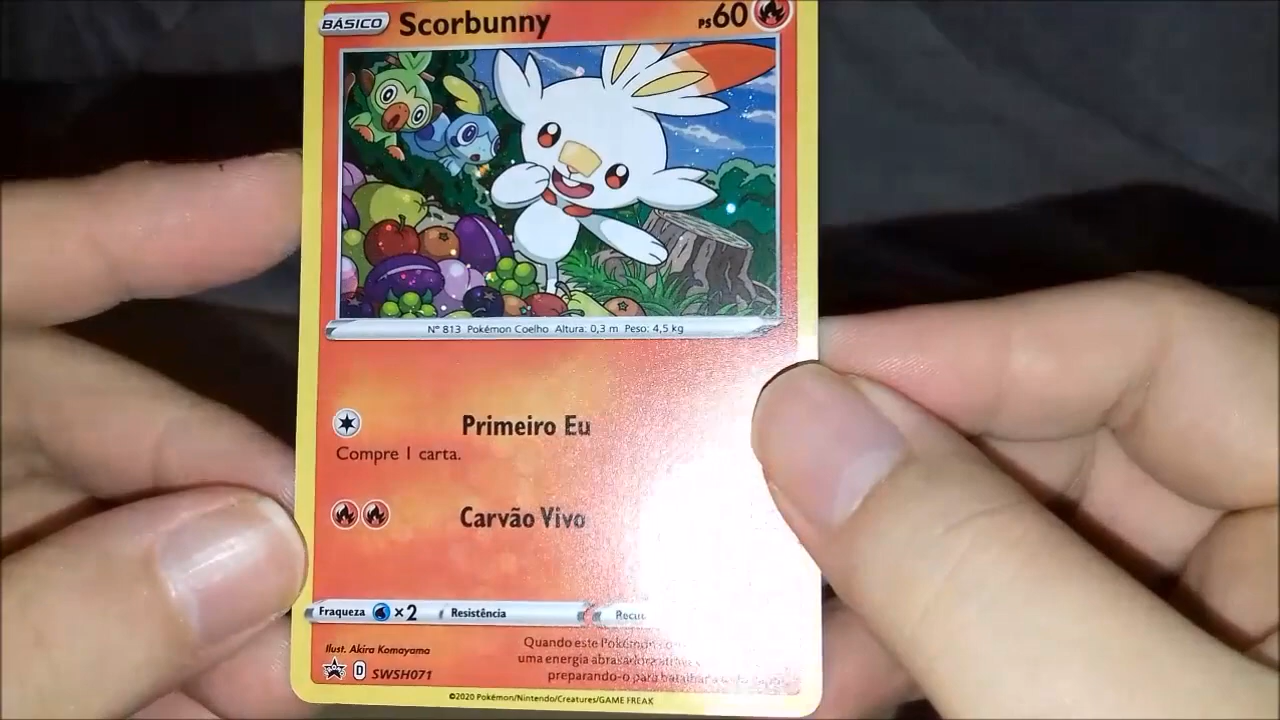 BÁSICO Scorbunny PS60
Nº 813 Pokémon Coelho Altura: 0,3 m Peso: 4,5 kg
Primeiro Eu
Compre 1 carta.
Carvão Vivo
Fraqueza ×2 Resistência
Ilust. Akira Komayama
Quando este Pokémon
uma energia abrasadora
preparando-o para batalhar
D SWSH071
©2020 Pokémon/Nintendo/Creatures/GAME FREAK